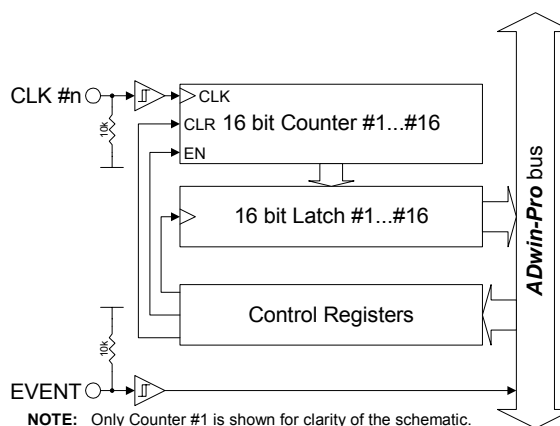 CLK #n
10k
CLK
CLR
EN
16 bit Counter #1...#16
16 bit Latch #1...#16
Control Registers
10k
EVENT
ADwin-Pro bus
NOTE: Only Counter #1 is shown for clarity of the schematic.